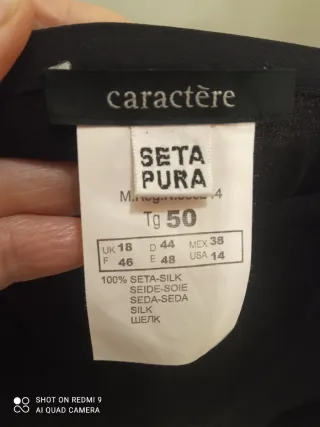 caractère
SETA
PURA
Tg 50
UK 18 D 44 MEX 38
F 46 E 48 USA 14
100% SETA-SILK
SEIDE-SOIE
SEDA-SEDA
SILK
ШЕЛК
SHOT ON REDMI 9
AI QUAD CAMERA